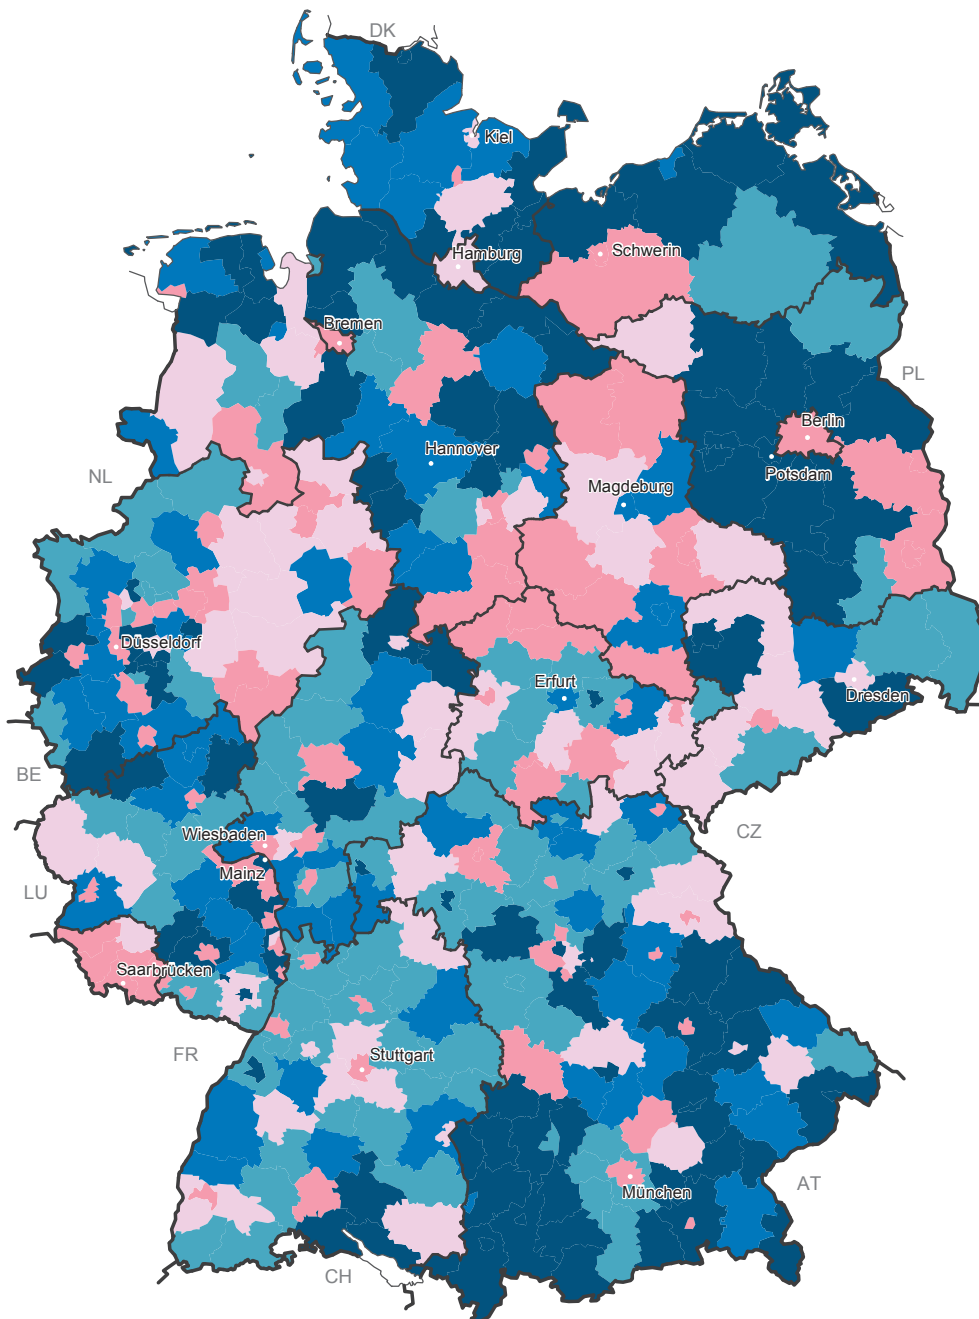 DK
Kiel
Hamburg
Schwerin
Bremen
PL
Berlin
Hannover
Potsdam
NL
Magdeburg
Düsseldorf
Erfurt
Dresden
BE
CZ
Wiesbaden
Mainz
LU
Saarbrücken
FR
Stuttgart
AT
München
CH